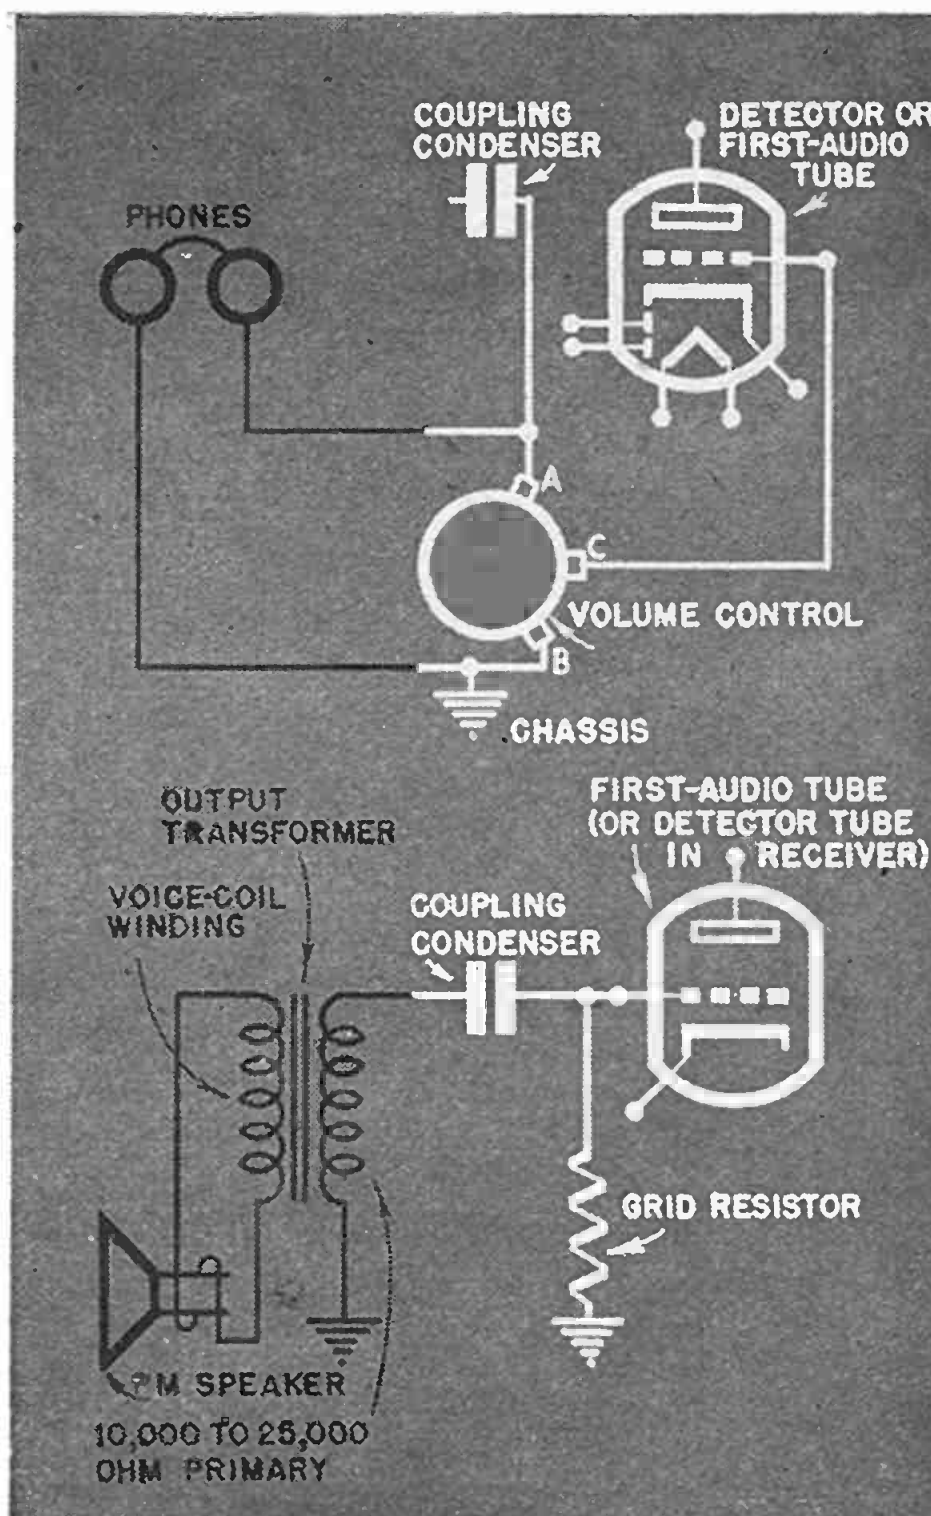 COUPLING
CONDENSER
DETECTOR OR
FIRST-AUDIO
TUBE
PHONES
A
C
VOLUME CONTROL
B
CHASSIS
OUTPUT
TRANSFORMER
FIRST-AUDIO TUBE
(OR DETECTOR TUBE
IN RECEIVER)
VOICE-COIL
WINDING
COUPLING
CONDENSER
GRID RESISTOR
PM SPEAKER
10,000 TO 25,000
OHM PRIMARY